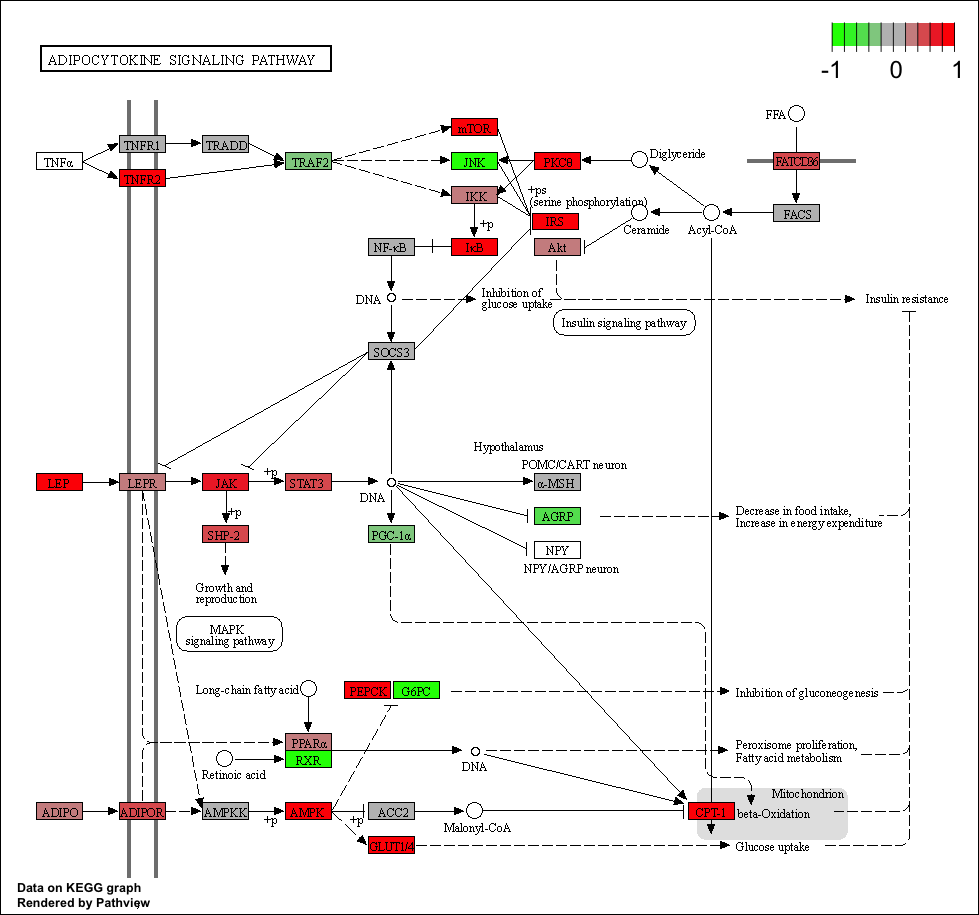 ADIPOCYTOKINE SIGNALING PATHWAY
-1 0 1
FFA
TNFα
TNFR1
TRADD
TNFR2
TRAF2
mTOR
JNK
PKCθ
Diglyceride
FATCD36
IKK
+ps
(serine phosphorylation)
IRS
FACS
+p
Ceramide
Acyl-CoA
NF-κB
IκB
Akt
DNA
Inhibition of
glucose uptake
Insulin resistance
Insulin signaling pathway
SOCS3
Hypothalamus
POMC/CART neuron
LEP
LEPR
JAK
+p
STAT3
DNA
α-MSH
+p
AGRP
Decrease in food intake,
Increase in energy expenditure
SHP-2
PGC-1α
NPY
NPY/AGRP neuron
Growth and
reproduction
MAPK
signaling pathway
Long-chain fatty acid
PEPCK
G6PC
Inhibition of gluconeogenesis
PPARα
RXR
Retinoic acid
DNA
Peroxisome proliferation,
Fatty acid metabolism
Mitochondrion
ADIPO
ADIPOR
AMPKK
+p
AMPK
+p
ACC2
Malonyl-CoA
CPT-1
beta-Oxidation
GLUT1/4
Glucose uptake
Data on KEGG graph
Rendered by Pathview